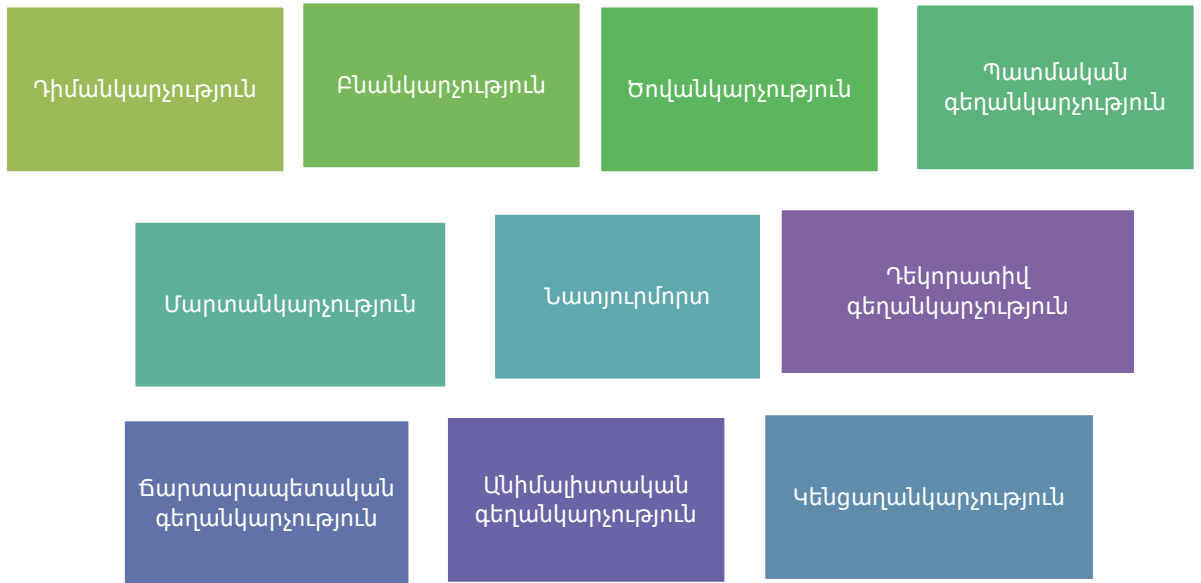 Դիմանկարչություն
Բնանկարչություն
Ծովանկարչություն
Պատմական
գեղանկարչություն
Մարտանկարչություն
Նատյուրմորտ
Դեկորատիվ
գեղանկարչություն
Ճարտարապետական
գեղանկարչություն
Անիմալիստական
գեղանկարչություն
Կենցաղանկարչություն